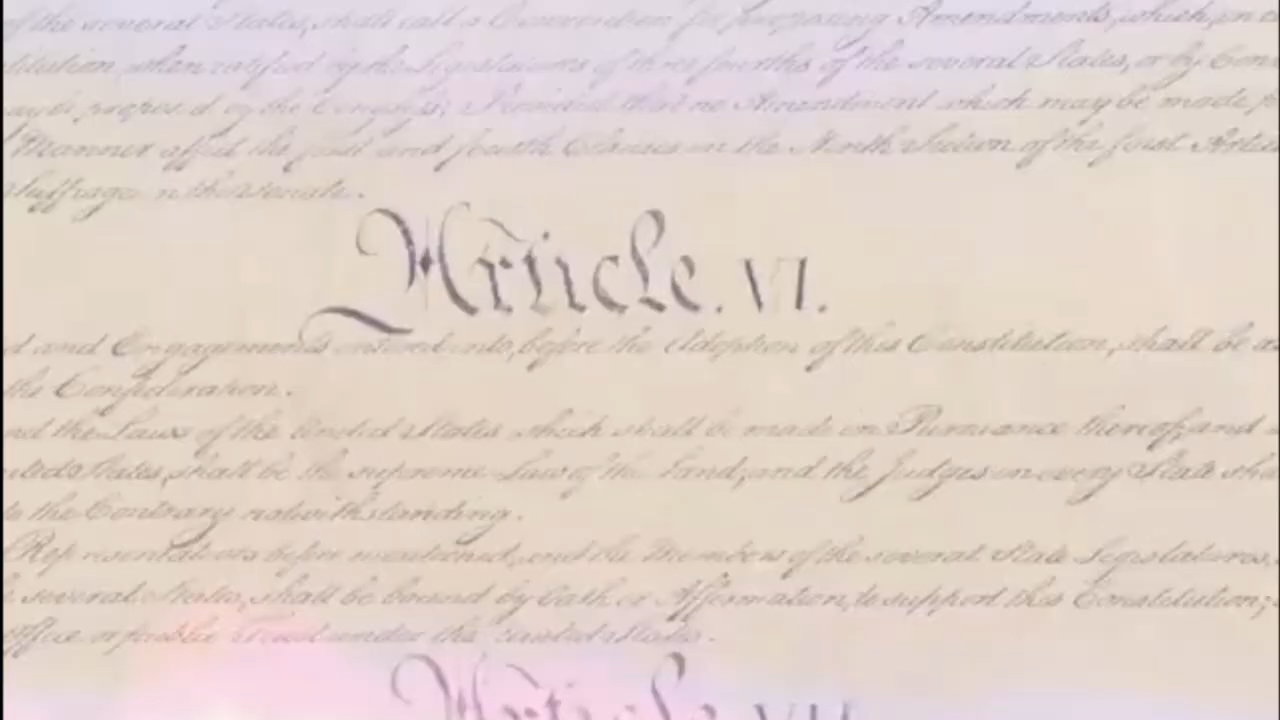 of the several States, shall call a Convention for proposing Amendments, which, in
stitution, when ratified by the Legislatures of three fourths of the several States, or by Con
ay be proposed by the Congress; Provided that no Amendment which may be made
Manner affect the first and fourth Clauses in the Ninth Section of the first Artic
Suffrage in the Senate.
Article. VI.
d and Engagements entered into, before the Adoption of this Constitution, shall be as
the Confederation.
nd the Laws of the United States which shall be made in Pursuance thereof; and
nited States, shall be the supreme Law of the Land; and the Judges in every State sha
to the Contrary notwithstanding.
Representatives before mentioned, and the Members of the several State Legislatures,
e several States, shall be bound by Oath or Affirmation, to support this Constitution;
Office or public Trust under the United States.
Article. VII